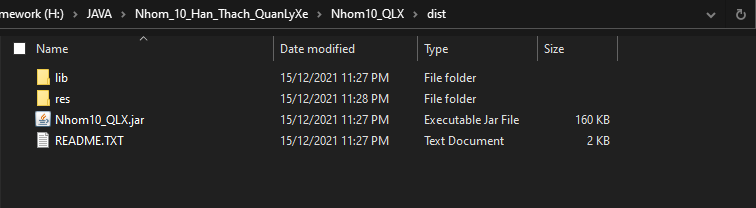 mework (H:) > JAVA > Nhom_10_Han_Thach_QuanLyXe > Nhom10_QLX > dist
Name Date modified Type Size
lib 15/12/2021 11:27 PM File folder
res 15/12/2021 11:28 PM File folder
Nhom10_QLX.jar 15/12/2021 11:27 PM Executable Jar File 160 KB
README.TXT 15/12/2021 11:27 PM Text Document 2 KB